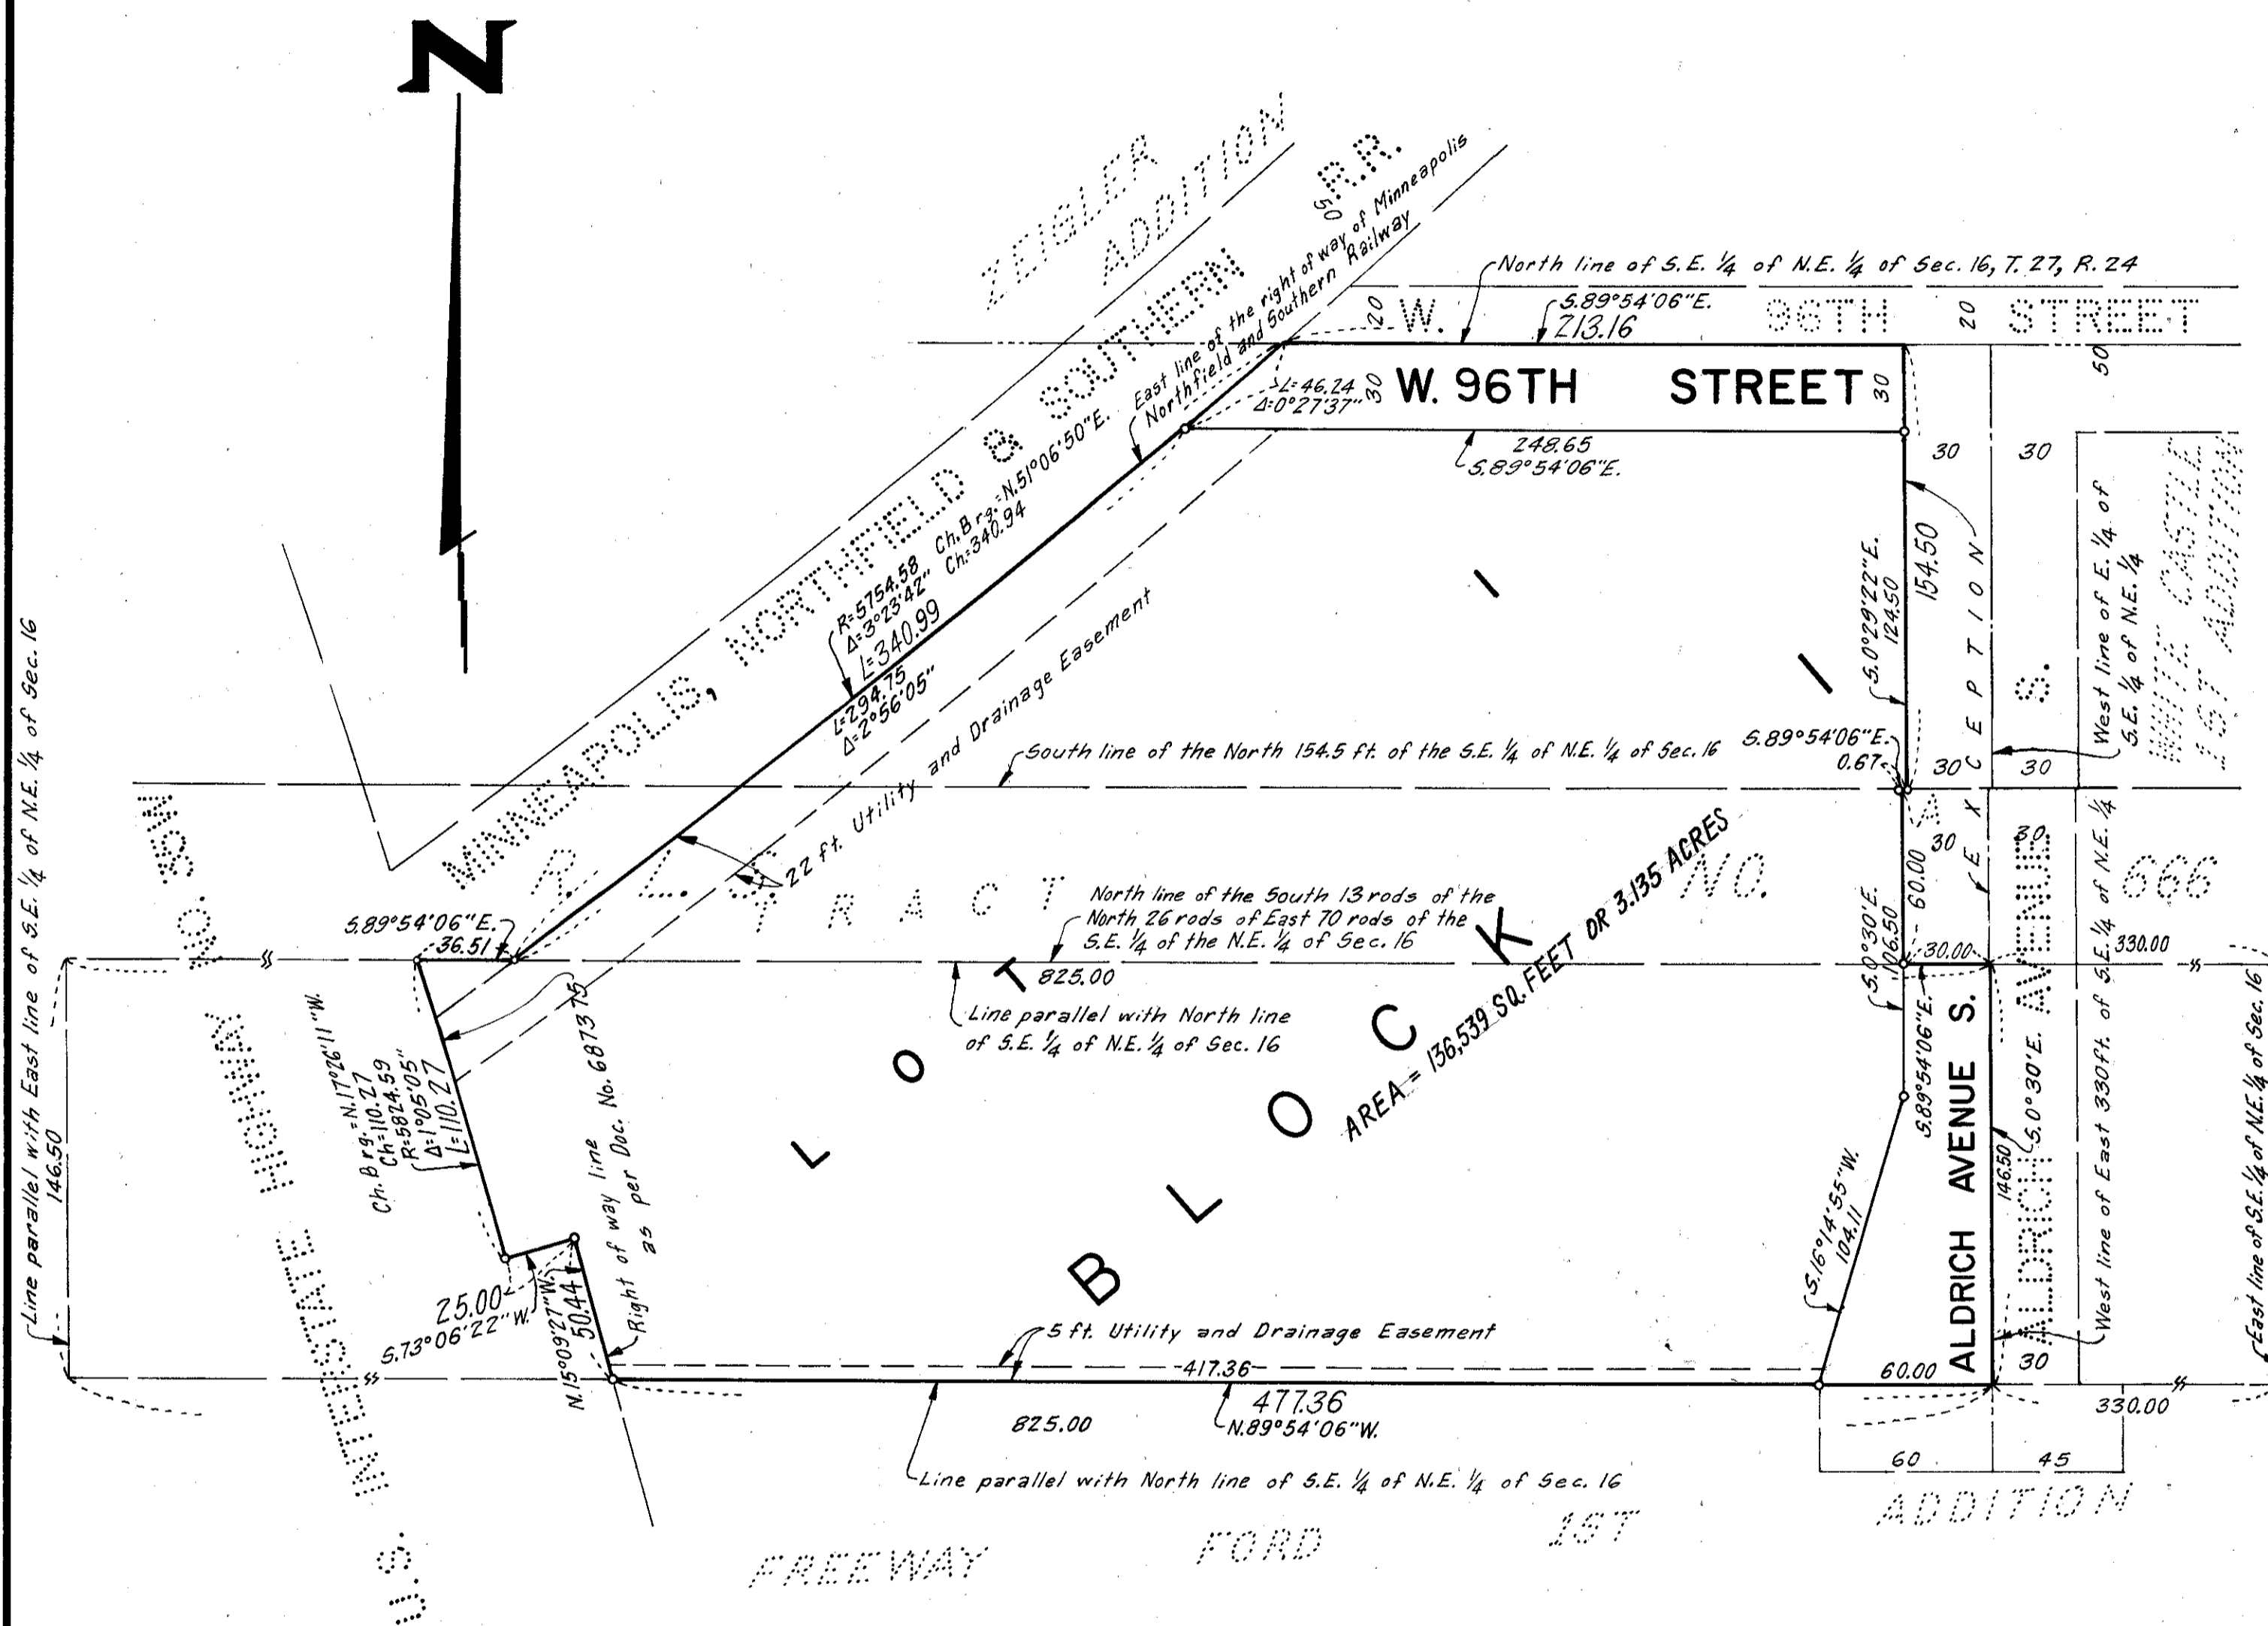 N
ZEIGLER
ADDITION
MINNEAPOLIS, NORTHFIELD & SOUTHERN R.R.
50
East line of the right of way of Minneapolis
Northfield and Southern Railway
North line of S.E. 1/4 of N.E. 1/4 of Sec. 16, T. 27, R. 24
S.89°54'06"E.
213.16
20
W. 96TH STREET
20
L=46.24
Δ=0°27'37"
30
W. 96TH STREET
30
50
248.65
S.89°54'06"E.
30
30
Ch. Brg.=N.51°06'50"E.
Ch.=340.94
R=5754.58
Δ=3°23'42"
L=340.99
L=294.75
Δ=2°56'05"
22 ft. Utility and Drainage Easement
S.0°29'22"E.
124.50
154.50
EXCEPTION
West line of E. 1/4 of
S.E. 1/4 of N.E. 1/4
WHITE CASTLE
1ST ADDITION
South line of the North 154.5 ft. of the S.E. 1/4 of N.E. 1/4 of Sec. 16
S.89°54'06"E.
0.67
30
30
R. L. S. NO. 666
TRACT A
30
30
60.00
S.0°30'E.
106.50
North line of the South 13 rods of the
North 26 rods of East 70 rods of the
S.E. 1/4 of the N.E. 1/4 of Sec. 16
S.89°54'06"E.
36.51
825.00
Line parallel with North line
of S.E. 1/4 of N.E. 1/4 of Sec. 16
30.00
330.00
S.89°54'06"E.
LOT 1
BLOCK 1
AREA = 136,539 SQ. FEET OR 3.135 ACRES
Line parallel with East line of S.E. 1/4 of N.E. 1/4 of Sec. 16
146.50
U.S. INTERSTATE HIGHWAY NO. 35W
Ch. Brg.=N.17°26'11"W.
Ch=110.27
R=5824.59
Δ=1°05'05"
L=110.27
25.00
S.73°06'22"W.
N.15°09'27"W.
50.44
Right of way line
as per Doc. No. 6873775
S.16°14'55"W.
104.11
ALDRICH AVENUE S.
146.50
S.0°30'E.
ALDRICH AVENUE S.
West line of East 330ft. of S.E. 1/4 of N.E. 1/4
East line of S.E. 1/4 of N.E. 1/4 of Sec. 16
5 ft. Utility and Drainage Easement
417.36
60.00
30
477.36
N.89°54'06"W.
825.00
330.00
60
45
Line parallel with North line of S.E. 1/4 of N.E. 1/4 of Sec. 16
FREEWAY FORD 1ST ADDITION